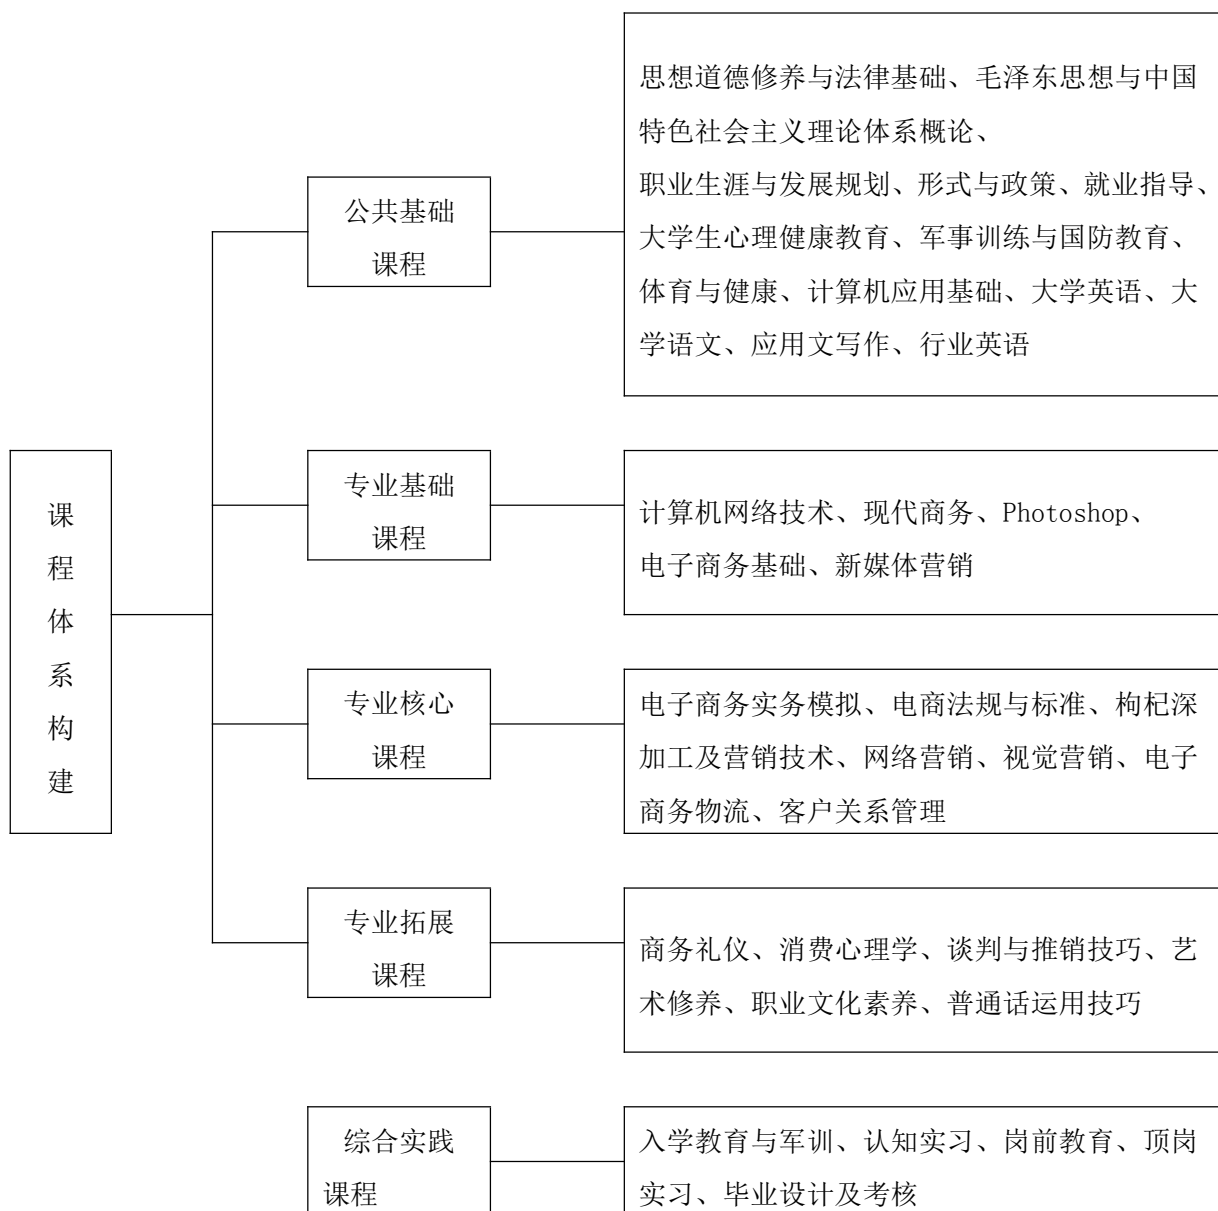 课
程
体
系
构
建
公共基础
课程
思想道德修养与法律基础、毛泽东思想与中国
特色社会主义理论体系概论、
职业生涯与发展规划、形式与政策、就业指导、
大学生心理健康教育、军事训练与国防教育、
体育与健康、计算机应用基础、大学英语、大
学语文、应用文写作、行业英语
专业基础
课程
计算机网络技术、现代商务、Photoshop、
电子商务基础、新媒体营销
专业核心
课程
电子商务实务模拟、电商法规与标准、枸杞深
加工及营销技术、网络营销、视觉营销、电子
商务物流、客户关系管理
专业拓展
课程
商务礼仪、消费心理学、谈判与推销技巧、艺
术修养、职业文化素养、普通话运用技巧
综合实践
课程
入学教育与军训、认知实习、岗前教育、顶岗
实习、毕业设计及考核